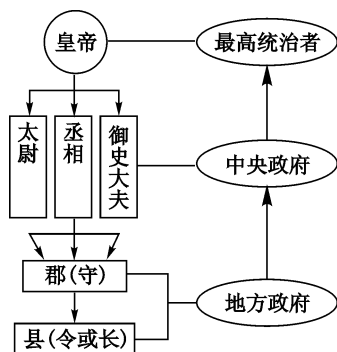 皇帝
最高统治者
太尉
丞相
御史大夫
中央政府
郡(守)
地方政府
县(令或长)